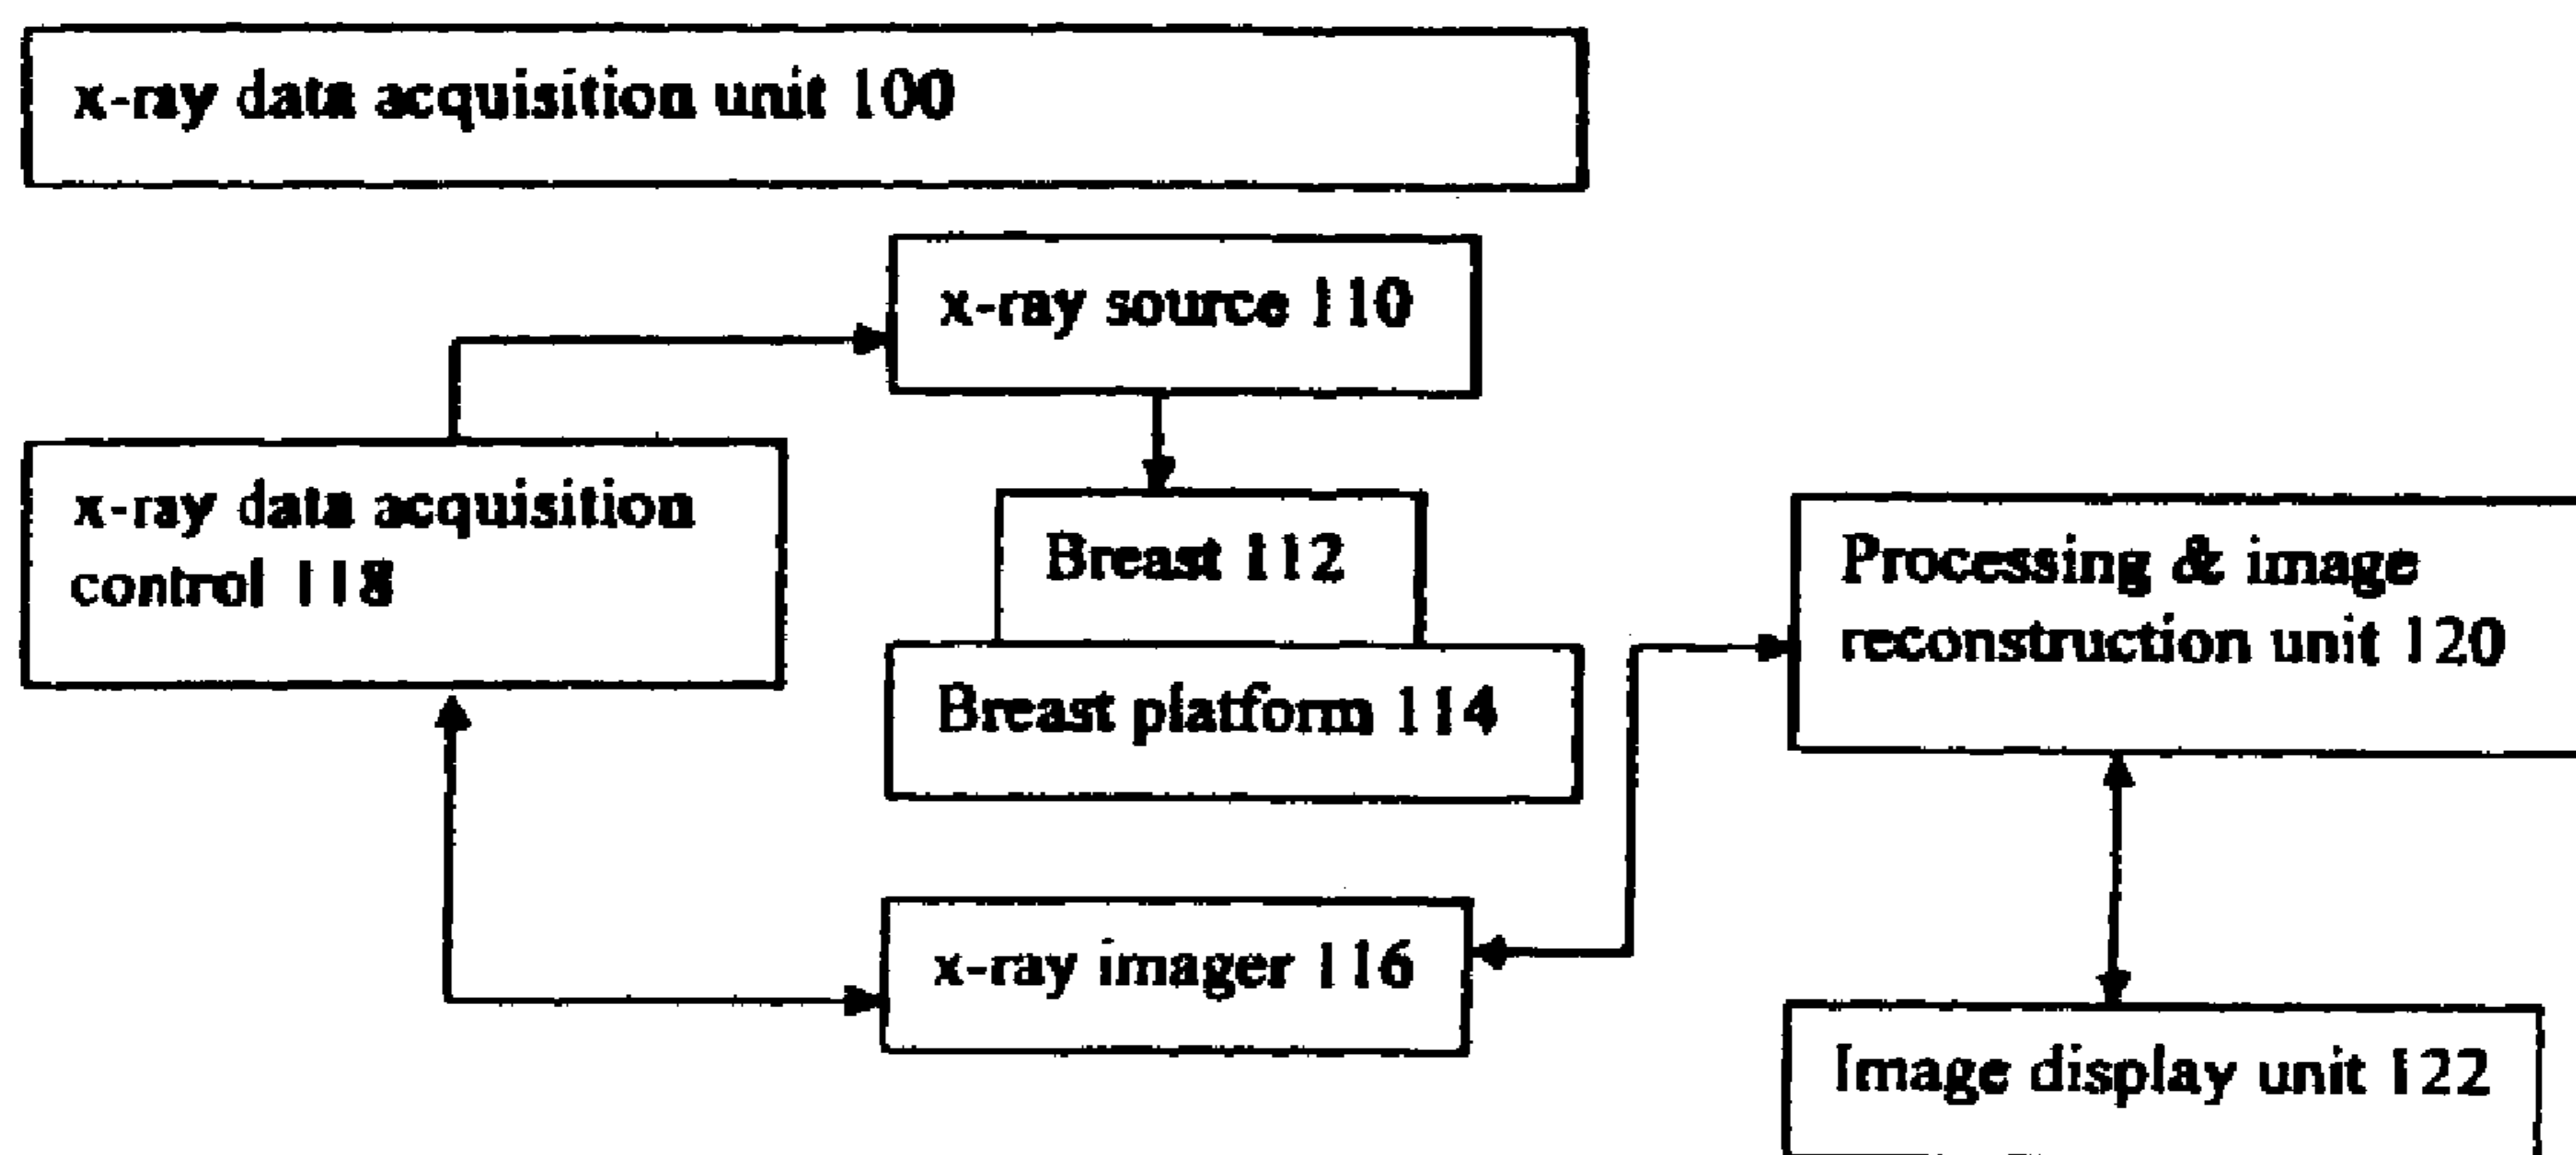 x-ray data acquisition unit 100
x-ray source 110
x-ray data acquisition
control 118
Breast 112
Breast platform 114
Processing & image
reconstruction unit 120
x-ray imager 116
Image display unit 122